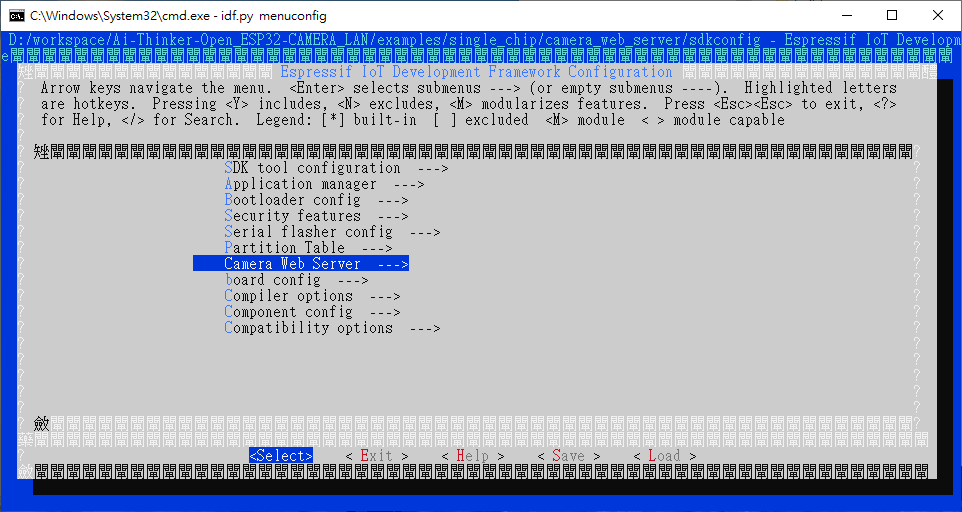 C:\Windows\System32\cmd.exe - idf.py menuconfig
D:/workspace/Ai-Thinker-Open_ESP32-CAMERA_LAN/examples/single_chip/camera_web_server/sdkconfig - Espressif IoT Developm
Espressif IoT Development Framework Configuration
Arrow keys navigate the menu.  <Enter> selects submenus ---> (or empty submenus ----).  Highlighted letters
are hotkeys.  Pressing <Y> includes, <N> excludes, <M> modularizes features.  Press <Esc><Esc> to exit, <?>
for Help, </> for Search.  Legend: [*] built-in  [ ] excluded  <M> module  < > module capable
SDK tool configuration  --->
Application manager  --->
Bootloader config  --->
Security features  --->
Serial flasher config  --->
Partition Table  --->
Camera Web Server  --->
board config  --->
Compiler options  --->
Component config  --->
Compatibility options  --->
<Select>    < Exit >    < Help >    < Save >    < Load >